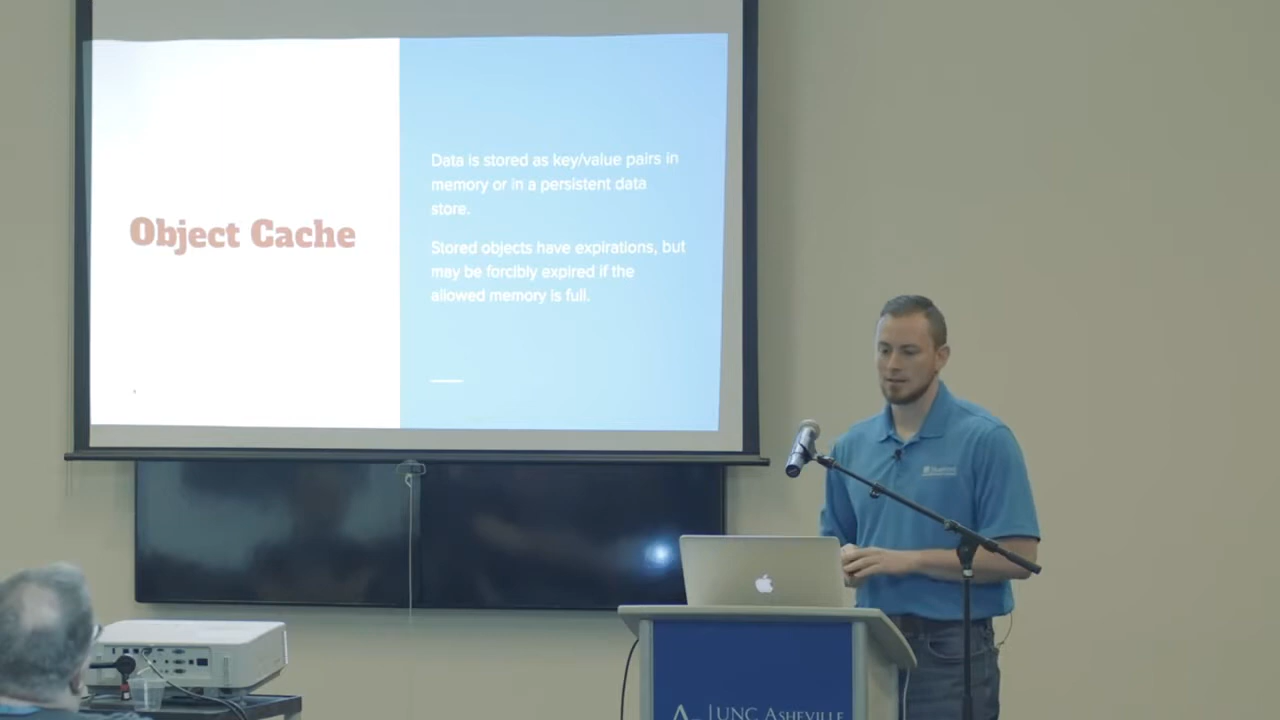 Object Cache
Data is stored as key/value pairs in
memory or in a persistent data
store.
Stored objects have expirations, but
may be forcibly expired if the
allowed memory is full.
UNC ASHEVILLE